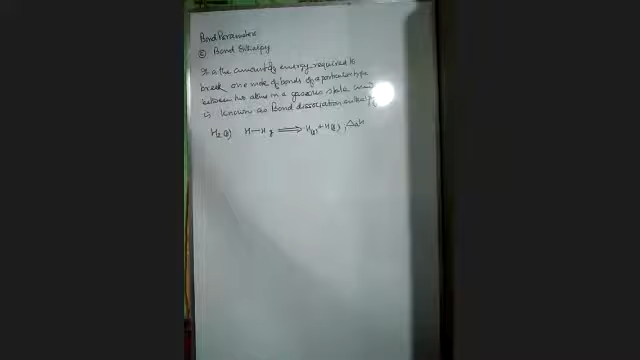 Bond Parameters
© Bond Enthalpy
It is the amount of energy required to
break one mole of bonds of a particular type
between two atoms in a gaseous state
is known as Bond dissociation enthalpy
H₂(g) H—H g ⇌ H(g) + H(g) ; ΔaH